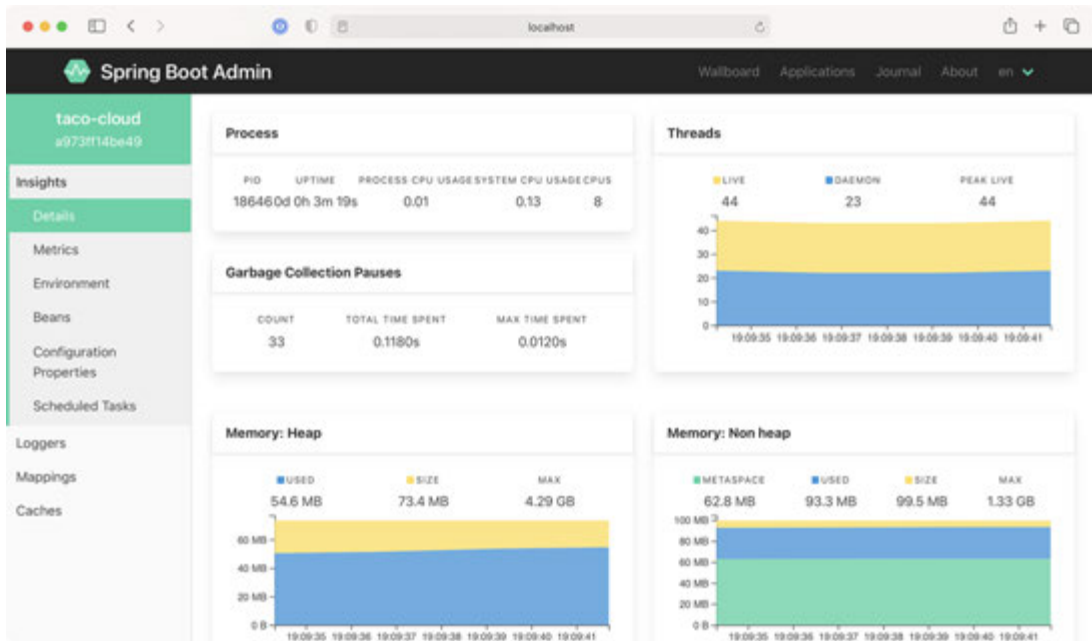 localhost
Spring Boot Admin
Wallboard Applications Journal About en
taco-cloud
a973ff14be49
Insights
Details
Metrics
Environment
Beans
Configuration
Properties
Scheduled Tasks
Loggers
Mappings
Caches
Process
PID UPTIME PROCESS CPU USAGE SYSTEM CPU USAGE CPUS
18646 0d 0h 3m 19s 0.01 0.13 8
Garbage Collection Pauses
COUNT TOTAL TIME SPENT MAX TIME SPENT
33 0.1180s 0.0120s
Threads
LIVE DAEMON PEAK LIVE
44 23 44
40
30
20
10
0
19:09:35 19:09:36 19:09:37 19:09:38 19:09:39 19:09:40 19:09:41
Memory: Heap
USED SIZE MAX
54.6 MB 73.4 MB 4.29 GB
60 MB
40 MB
20 MB
0 B
19:09:35 19:09:36 19:09:37 19:09:38 19:09:39 19:09:40 19:09:41
Memory: Non heap
METASPACE USED SIZE MAX
62.8 MB 93.3 MB 99.5 MB 1.33 GB
100 MB
80 MB
60 MB
40 MB
20 MB
0 B
19:09:35 19:09:36 19:09:37 19:09:38 19:09:39 19:09:40 19:09:41